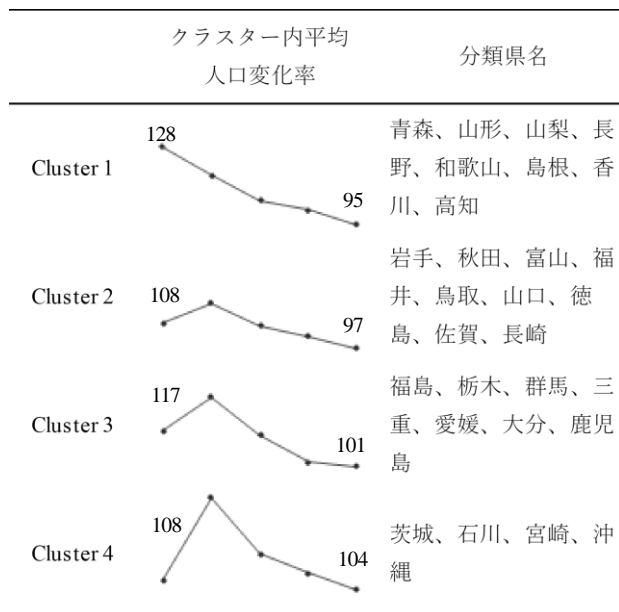 クラスター内平均
人口変化率
分類県名
Cluster 1
128
95
青森、山形、山梨、長
野、和歌山、島根、香
川、高知
Cluster 2
108
97
岩手、秋田、富山、福
井、鳥取、山口、徳
島、佐賀、長崎
Cluster 3
117
101
福島、栃木、群馬、三
重、愛媛、大分、鹿児
島
Cluster 4
108
104
茨城、石川、宮崎、沖
縄